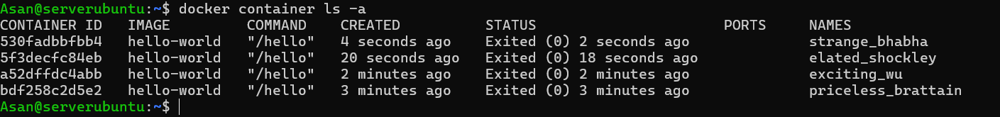 Asan@serverubuntu:~$ docker container ls -a
CONTAINER ID   IMAGE         COMMAND    CREATED          STATUS                      PORTS     NAMES
530fadbbfbb4   hello-world   "/hello"   4 seconds ago    Exited (0) 2 seconds ago              strange_bhabha
5f3decfc84eb   hello-world   "/hello"   20 seconds ago   Exited (0) 18 seconds ago             elated_shockley
a52dffdc4abb   hello-world   "/hello"   2 minutes ago    Exited (0) 2 minutes ago              exciting_wu
bdf258c2d5e2   hello-world   "/hello"   3 minutes ago    Exited (0) 3 minutes ago              priceless_brattain
Asan@serverubuntu:~$